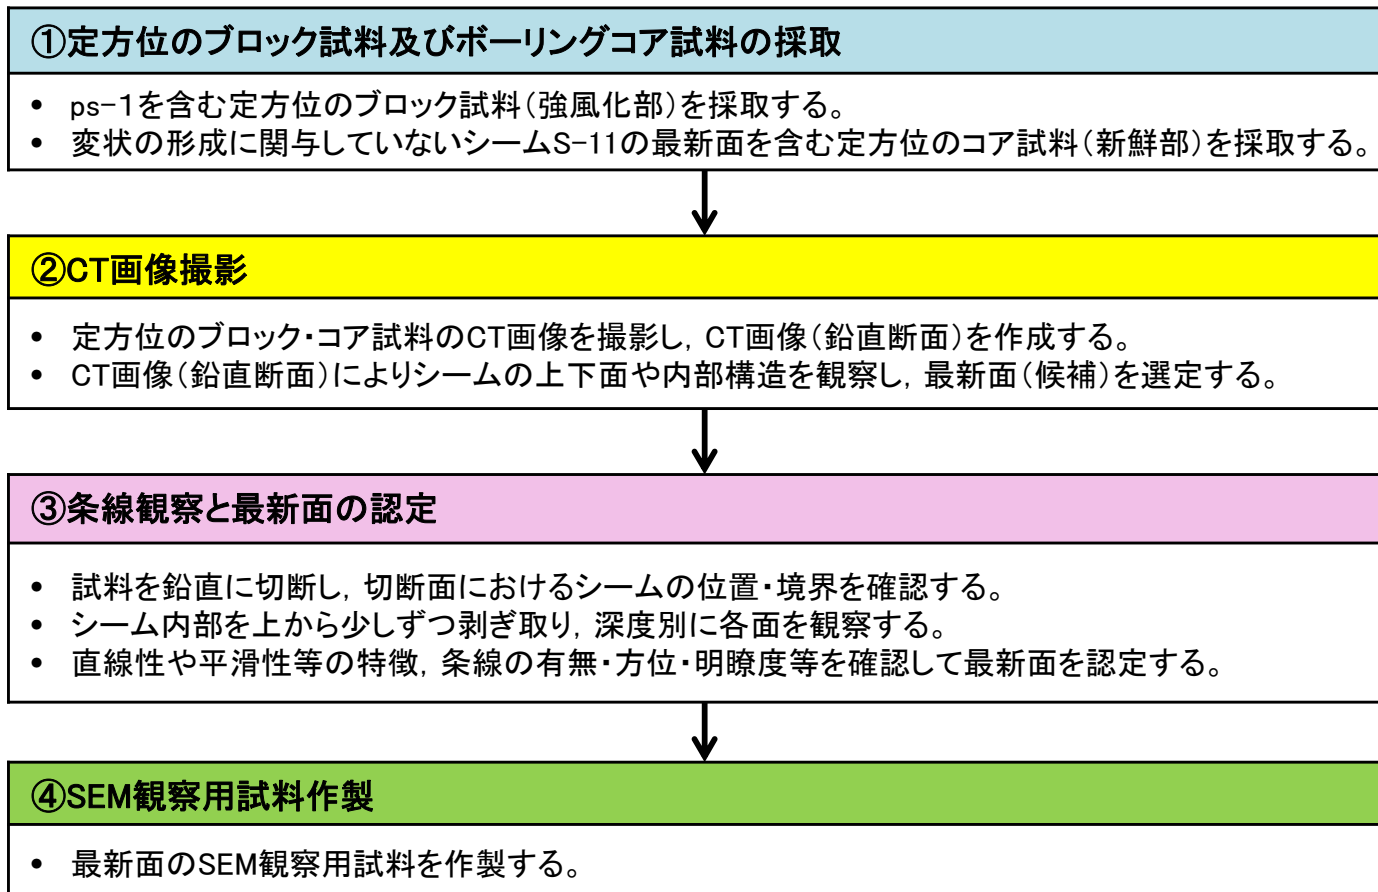 ①定方位のブロック試料及びボーリングコア試料の採取
• ps-1を含む定方位のブロック試料(強風化部)を採取する。
• 変状の形成に関与していないシームS-11の最新面を含む定方位のコア試料(新鮮部)を採取する。
②CT画像撮影
• 定方位のブロック・コア試料のCT画像を撮影し,CT画像(鉛直断面)を作成する。
• CT画像(鉛直断面)によりシームの上下面や内部構造を観察し,最新面(候補)を選定する。
③条線観察と最新面の認定
• 試料を鉛直に切断し,切断面におけるシームの位置・境界を確認する。
• シーム内部を上から少しずつ剥ぎ取り,深度別に各面を観察する。
• 直線性や平滑性等の特徴,条線の有無・方位・明瞭度等を確認して最新面を認定する。
④SEM観察用試料作製
• 最新面のSEM観察用試料を作製する。